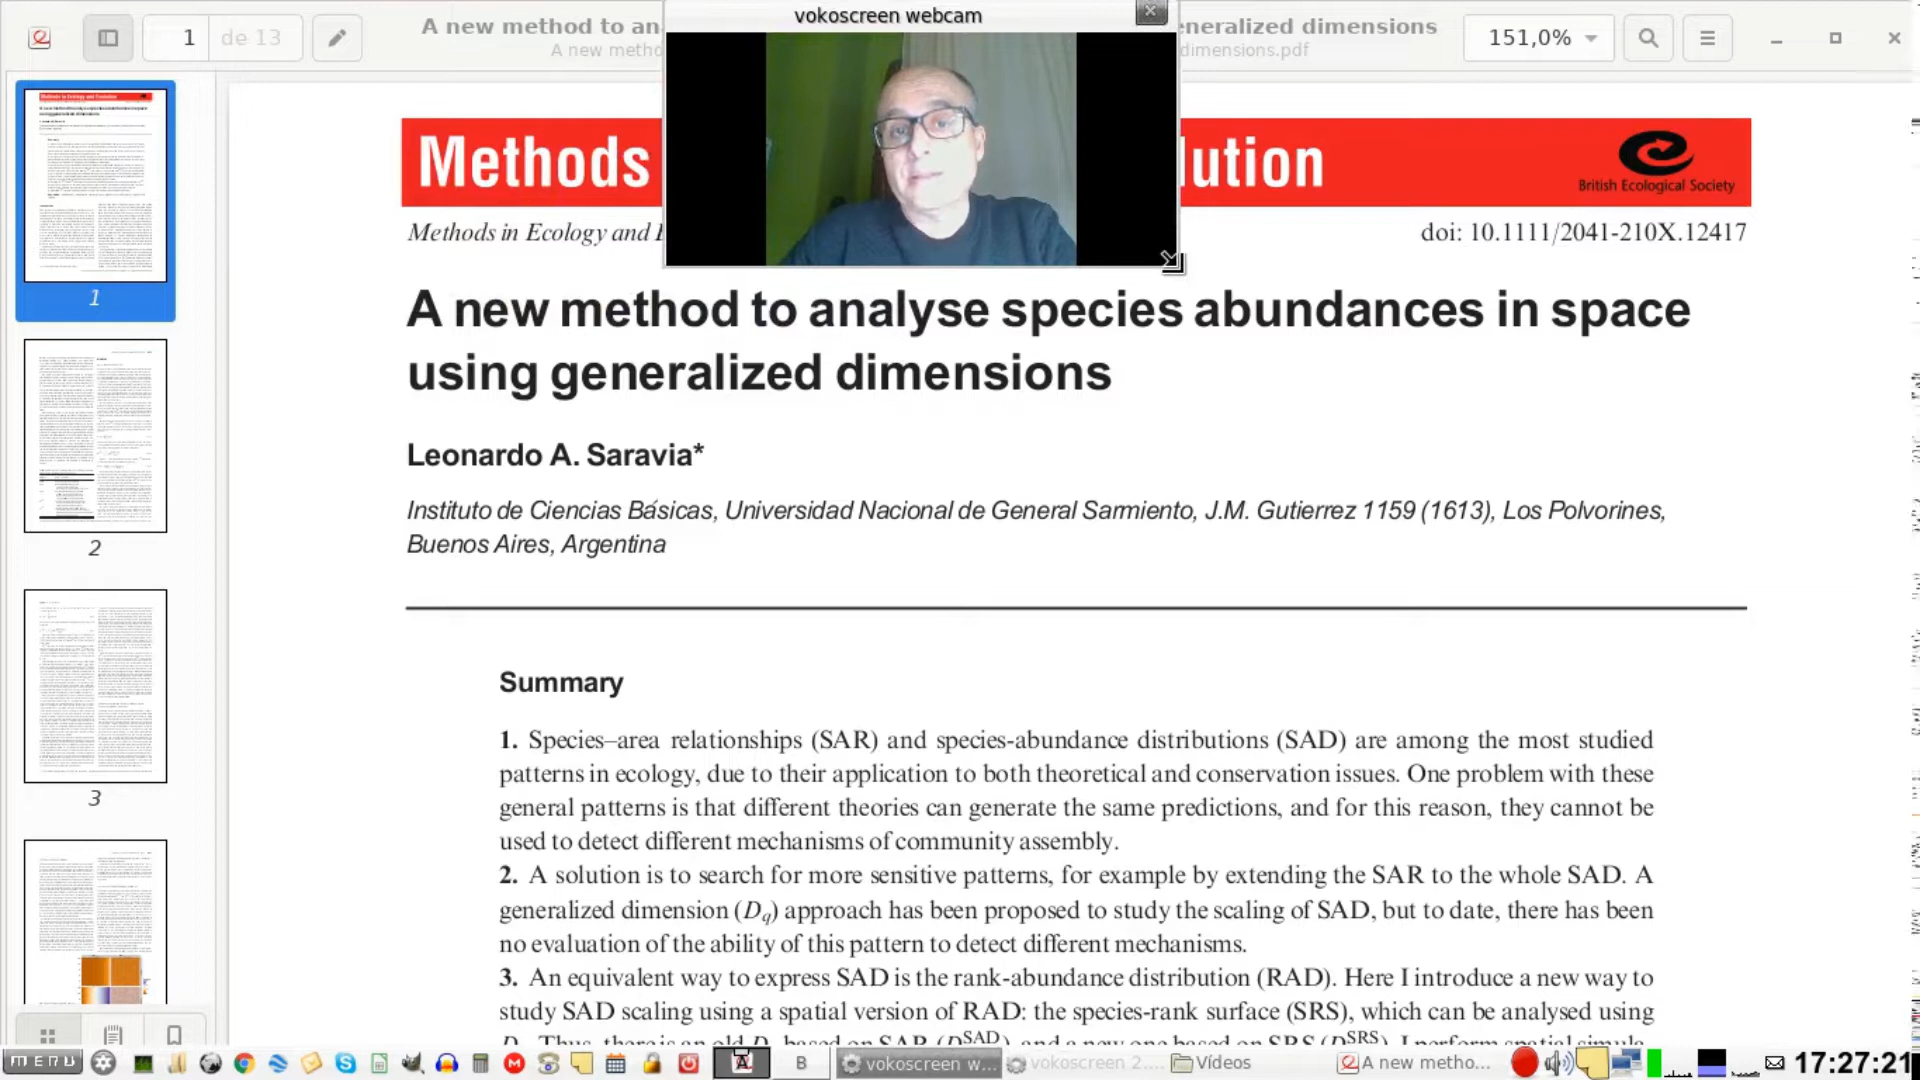 vokoscreen webcam
1 de 13
A new method to an
eneralized dimensions
A new metho
dimensions.pdf
151,0%
Methods
lution
British Ecological Society
Methods in Ecology and
doi: 10.1111/2041-210X.12417
A new method to analyse species abundances in space
using generalized dimensions
Leonardo A. Saravia*
Instituto de Ciencias Básicas, Universidad Nacional de General Sarmiento, J.M. Gutierrez 1159 (1613), Los Polvorines,
Buenos Aires, Argentina
Summary
1. Species–area relationships (SAR) and species-abundance distributions (SAD) are among the most studied
patterns in ecology, due to their application to both theoretical and conservation issues. One problem with these
general patterns is that different theories can generate the same predictions, and for this reason, they cannot be
used to detect different mechanisms of community assembly.
2. A solution is to search for more sensitive patterns, for example by extending the SAR to the whole SAD. A
generalized dimension (Dq) approach has been proposed to study the scaling of SAD, but to date, there has been
no evaluation of the ability of this pattern to detect different mechanisms.
3. An equivalent way to express SAD is the rank-abundance distribution (RAD). Here I introduce a new way to
study SAD scaling using a spatial version of RAD: the species-rank surface (SRS), which can be analysed using
1
2
3
MENU
A
B
vokoscreen w...
vokoscreen 2....
Vídeos
A new metho...
17:27:21